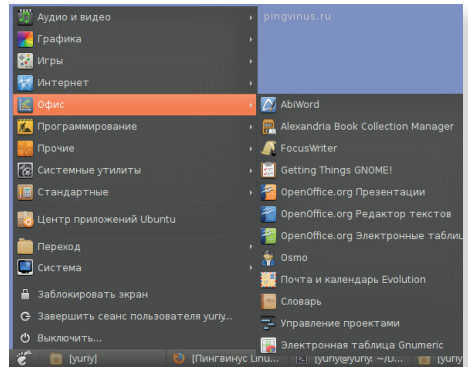 Аудио и видео
pingvinus.ru
Графика
Игры
Интернет
Офис
Программирование
Прочие
Системные утилиты
Стандартные
Центр приложений Ubuntu
Переход
Система
Заблокировать экран
Завершить сеанс пользователя yuriy...
Выключить...
AbiWord
Alexandria Book Collection Manager
FocusWriter
Getting Things GNOME!
OpenOffice.org Презентации
OpenOffice.org Редактор текстов
OpenOffice.org Электронные таблиц
Osmo
Почта и календарь Evolution
Словарь
Управление проектами
Электронная таблица Gnumeric
[yuriy]
[Пингвинус Linu...
[yuriy@yuriy: ~/D...
[yuriy]